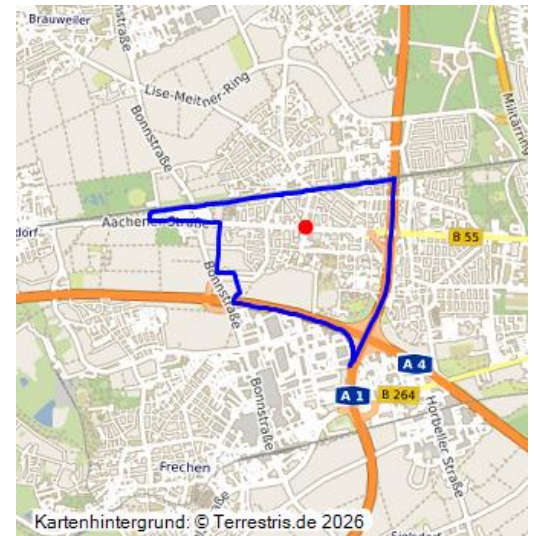 Brauweiler
Bonnstraße
Lise-Meitner-Ring
Militärring
Bonnstraße
Aachener Straße
dorf
B 55
Bonnstraße
A 4
A 1
B 264
Bonnstraße
Horbeller Straße
Frechen
Kartenhintergrund: © Terrestris.de 2026